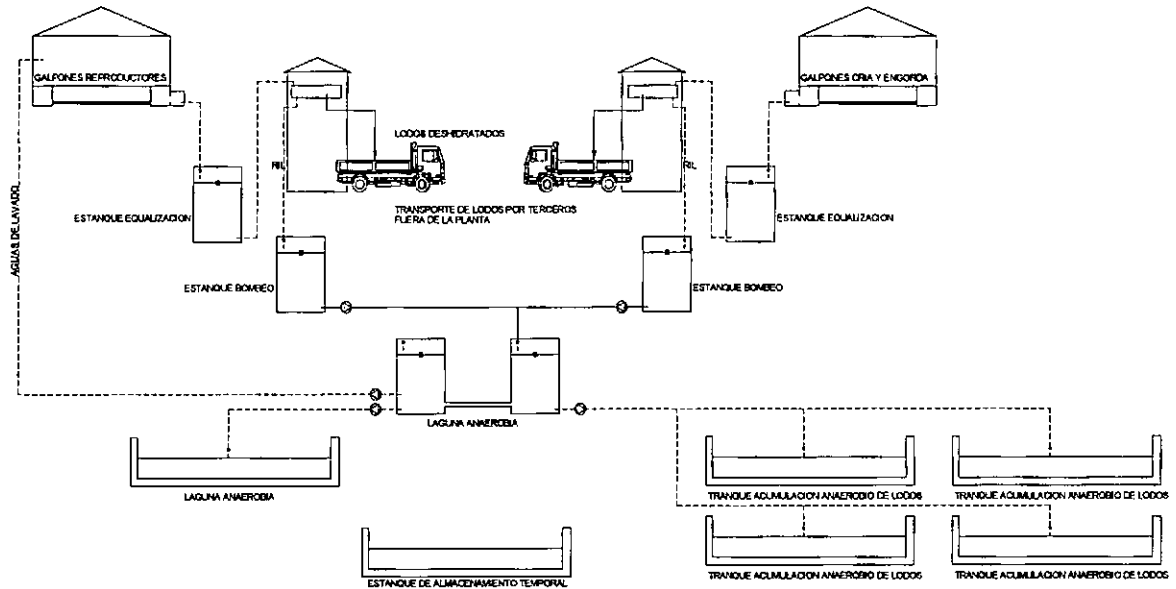 GALPONES REPRODUCTORES
GALPONES CRIA Y ENGORDA
LODOS DESHIDRATADOS
RIL
RIL
ESTANQUE EQUALIZACION
TRANSPORTE DE LODOS POR TERCEROS
FUERA DE LA PLANTA
ESTANQUE EQUALIZACION
AGUAS DE LAVADO
ESTANQUE BOMBEO
ESTANQUE BOMBEO
LAGUNA ANAEROBIA
LAGUNA ANAEROBIA
TRANQUE ACUMULACION ANAEROBIO DE LODOS
TRANQUE ACUMULACION ANAEROBIO DE LODOS
ESTANQUE DE ALMACENAMIENTO TEMPORAL
TRANQUE ACUMULACION ANAEROBIO DE LODOS
TRANQUE ACUMULACION ANAEROBIO DE LODOS